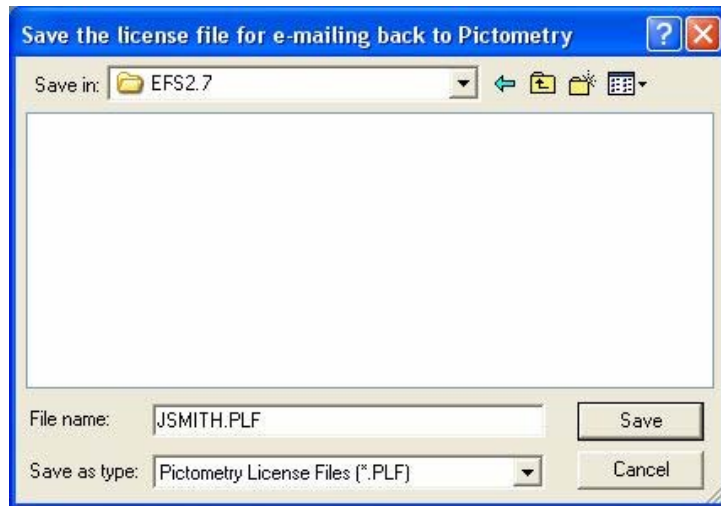 Save the license file for e-mailing back to Pictometry
Save in: EFS2.7
File name: JSMITH.PLF Save
Save as type: Pictometry License Files (*.PLF) Cancel